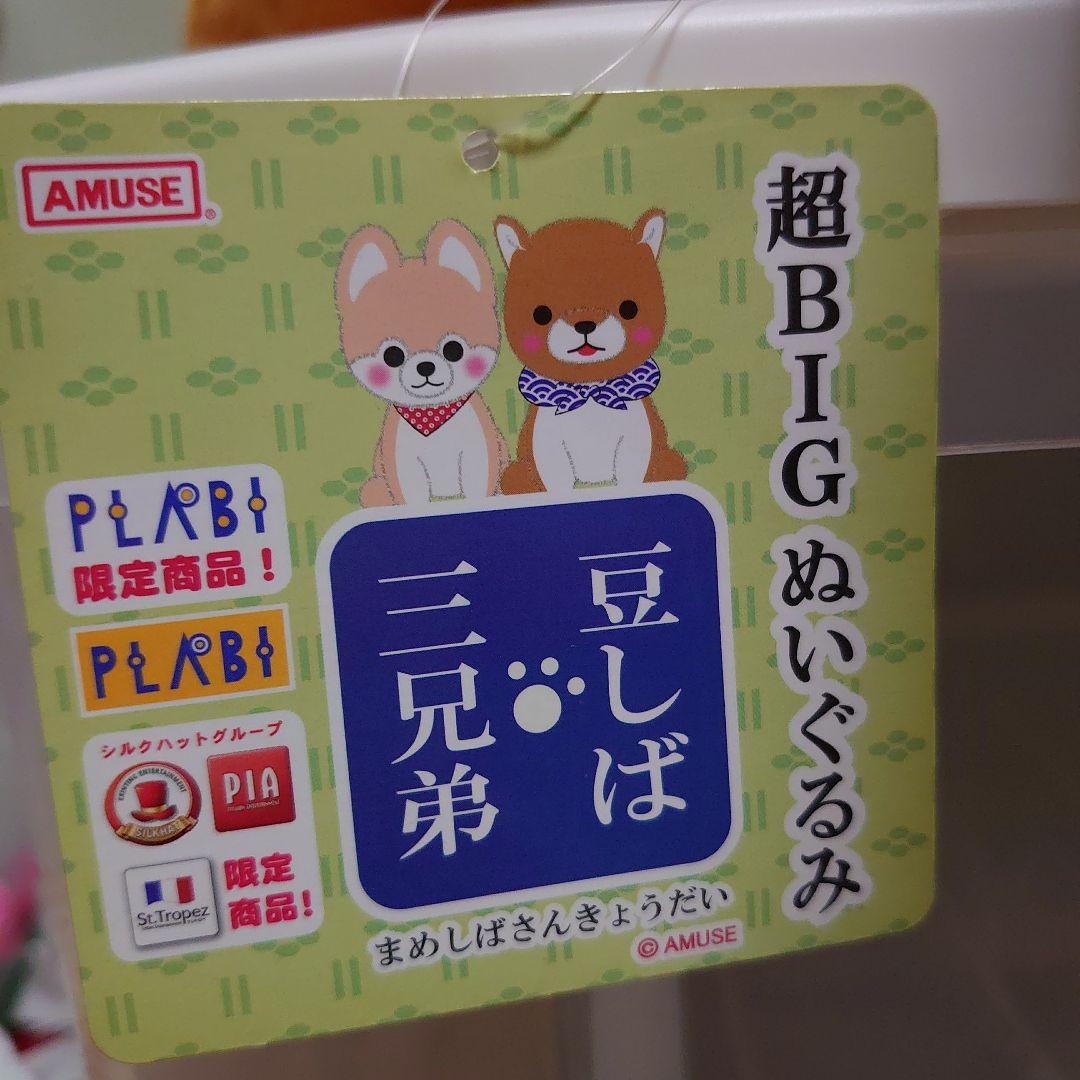 AMUSE
超BIGぬいぐるみ
豆しば
三兄弟
まめしばさんきょうだい
© AMUSE
PLABI
限定商品!
PLABI
シルクハットグループ
EXCITING ENTERTAINMENT
SILKHAT
PIA
St.Tropez
限定
商品!